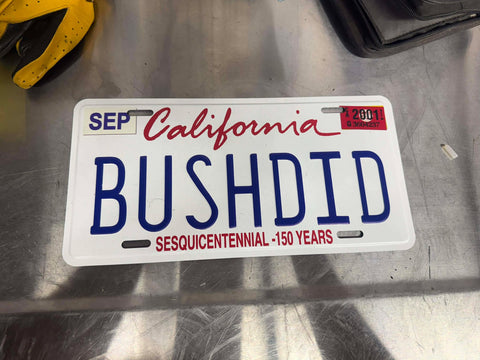 SEP
California
2001
BUSHDID
SESQUICENTENNIAL -150 YEARS